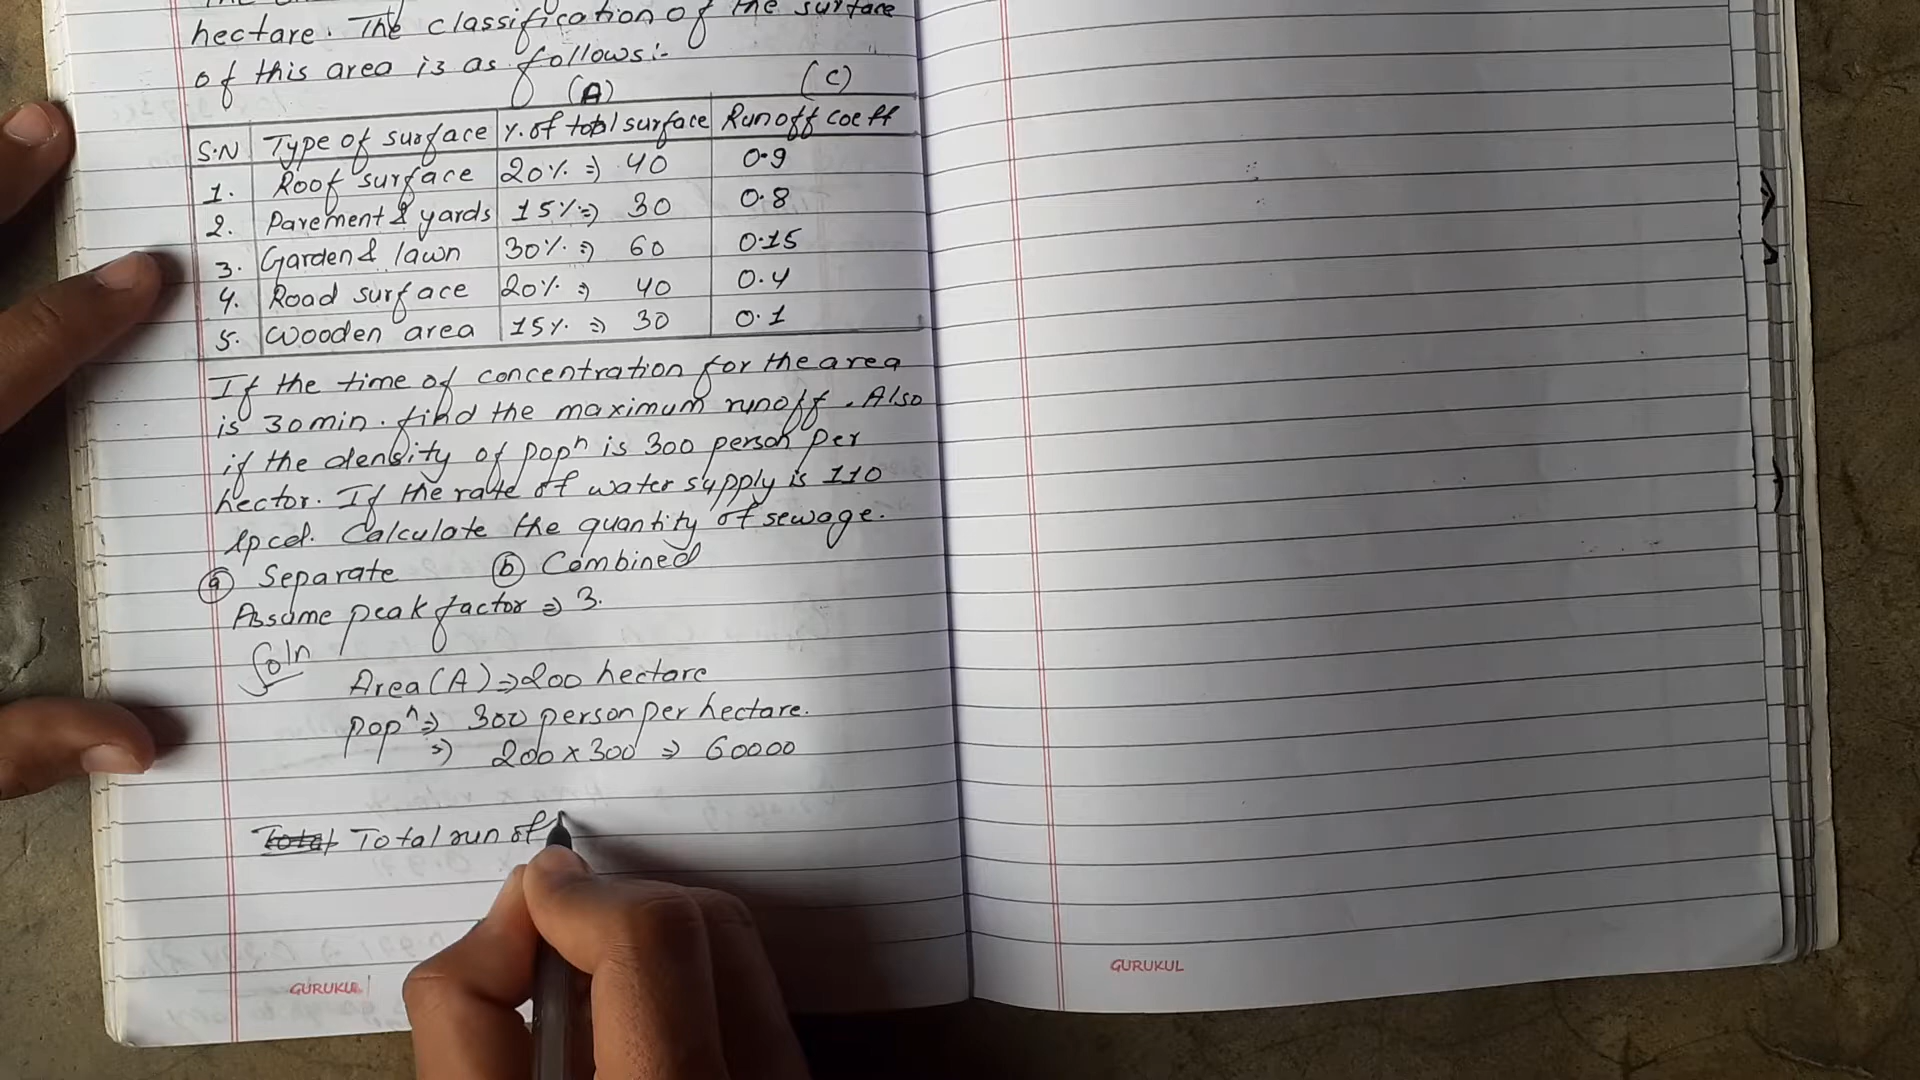 hectare. The classification of the surface
of this area is as follows:-
(A) (C)
S.N Type of surface % of total surface Runoff coeff
1. Roof surface 20% => 40 0.9
2. Pavement & yards 15% => 30 0.8
3. Garden & lawn 30% => 60 0.15
4. Road surface 20% => 40 0.4
5. Wooden area 15% => 30 0.1
If the time of concentration for the area
is 30min. find the maximum runoff. Also
if the density of popn is 300 person per
hector. If the rate of water supply is 110
lpcd. Calculate the quantity of sewage.
(a) Separate (b) Combined
Assume peak factor => 3.
Soln
Area (A) => 200 hectare
popn => 300 person per hectare.
=> 200 x 300 => 60000
Total run of
GURUKUL
GURUKUL